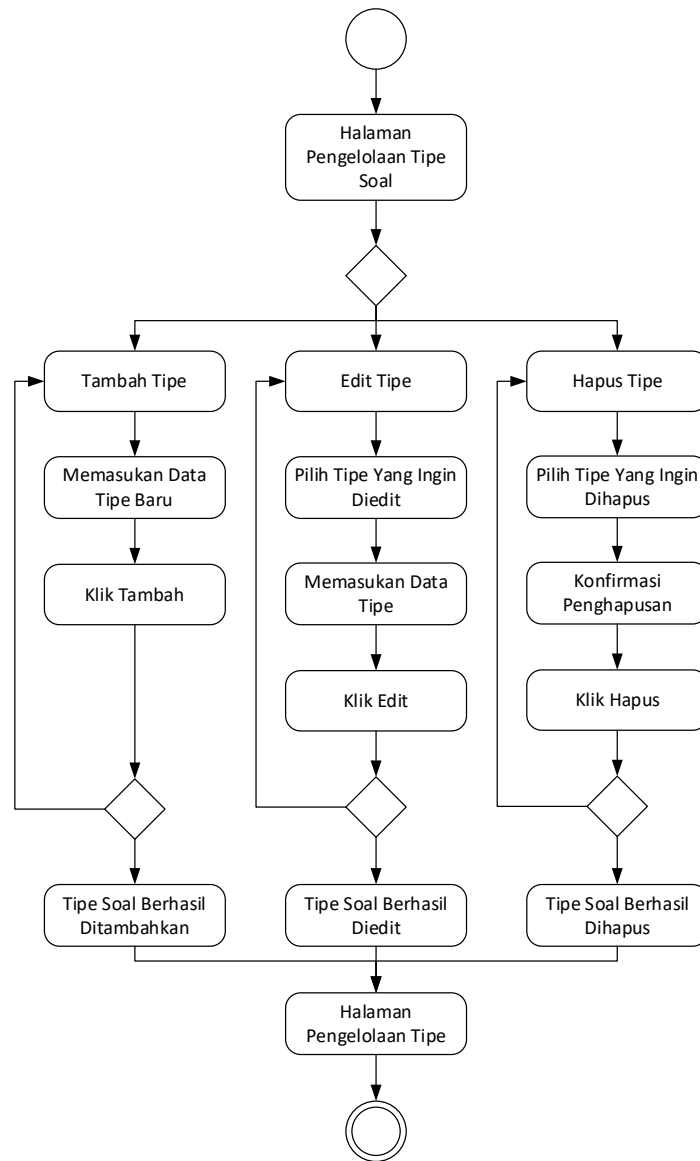 Halaman
Pengelolaan Tipe
Soal
Tambah Tipe
Memasukan Data
Tipe Baru
Klik Tambah
Tipe Soal Berhasil
Ditambahkan
Edit Tipe
Pilih Tipe Yang Ingin
Diedit
Memasukan Data
Tipe
Klik Edit
Tipe Soal Berhasil
Diedit
Hapus Tipe
Pilih Tipe Yang Ingin
Dihapus
Konfirmasi
Penghapusan
Klik Hapus
Tipe Soal Berhasil
Dihapus
Halaman
Pengelolaan Tipe